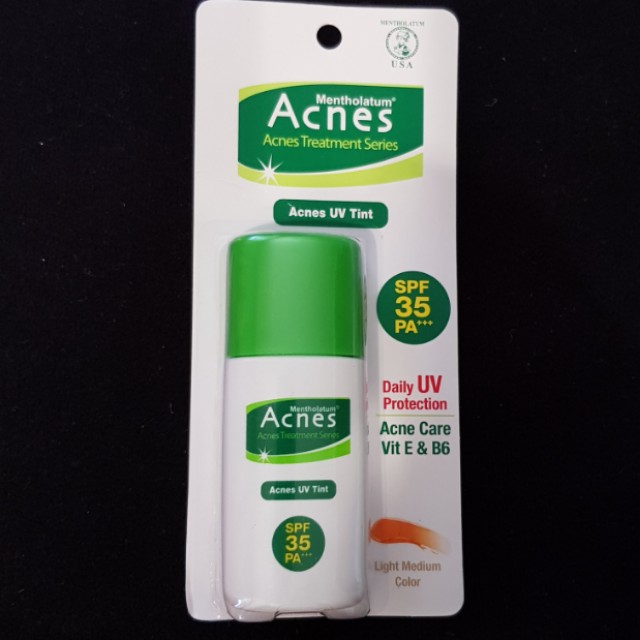 MENTHOLATUM
USA
Mentholatum®
Acnes
Acnes Treatment Series
Acnes UV Tint
SPF
35
PA+++
Daily UV
Protection
Acne Care
Vit E & B6
Light Medium
Color
Mentholatum®
Acnes
Acnes Treatment Series
Acnes UV Tint
SPF
35
PA+++